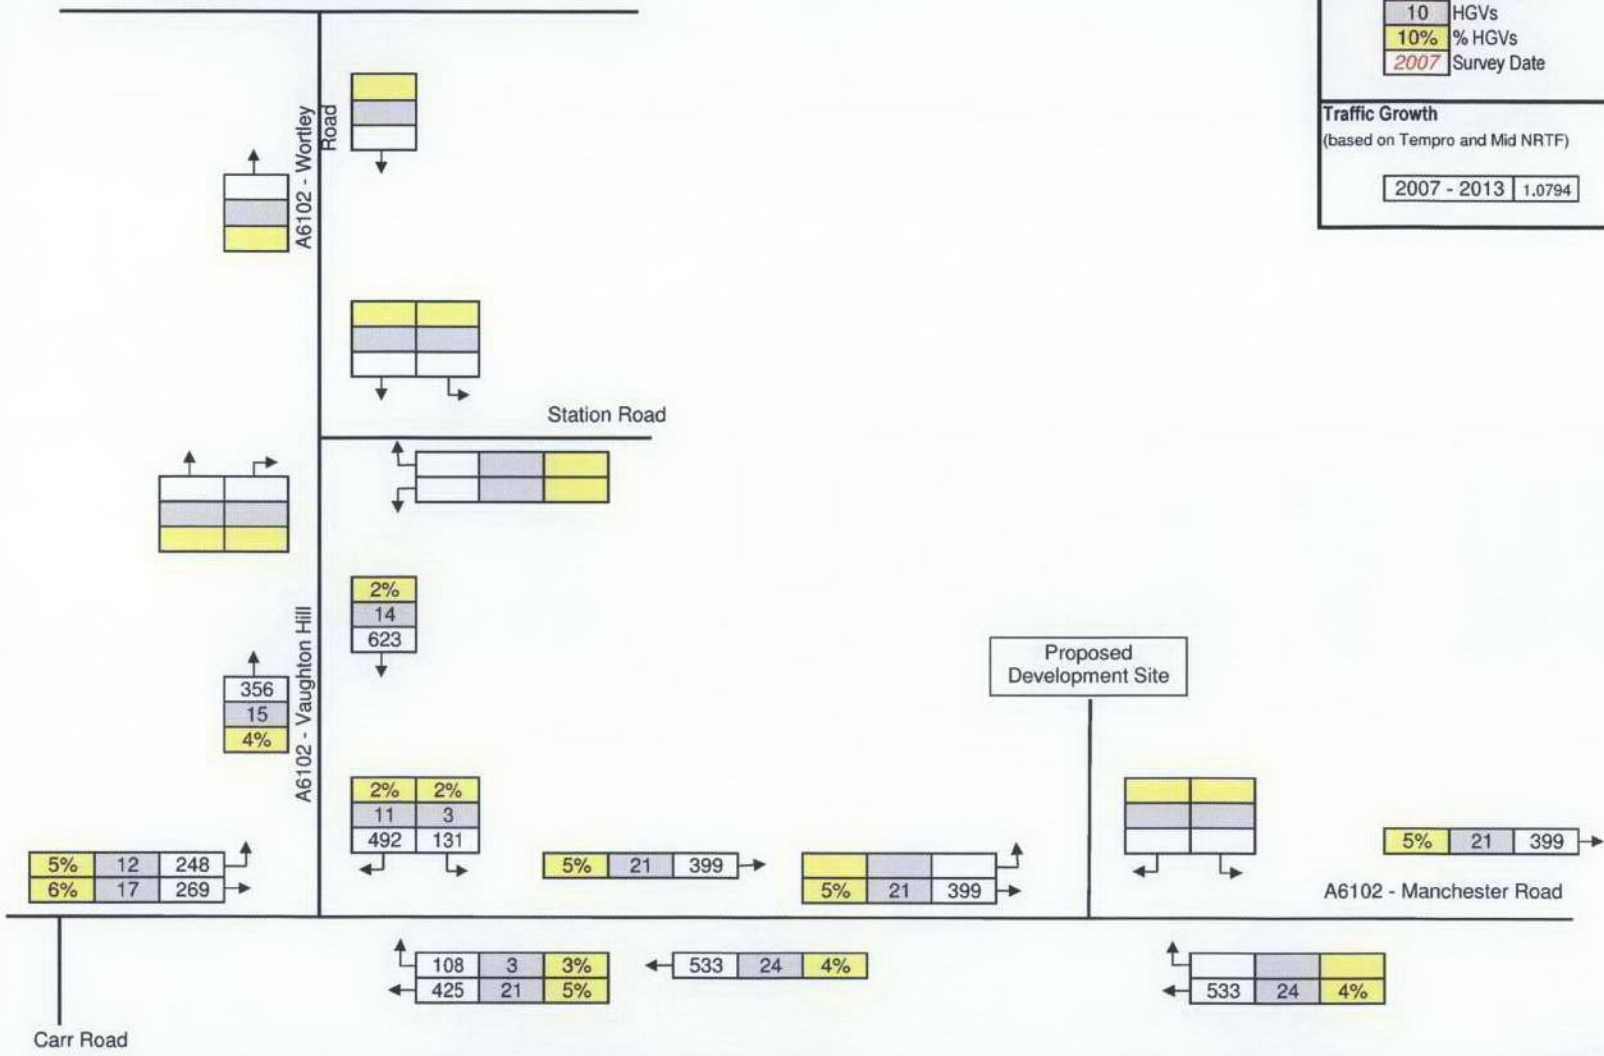 10 HGVs
10% % HGVs
2007 Survey Date
Traffic Growth
(based on Tempro and Mid NRTF)
2007 - 2013 1.0794
A6102 - Wortley
Road
Station Road
2%
14
623
A6102 - Vaughton Hill
356
15
4%
Proposed
Development Site
2% 2%
11 3
492 131
5% 12 248
6% 17 269
5% 21 399
5% 21 399
5% 21 399
A6102 - Manchester Road
108 3 3%
425 21 5%
533 24 4%
533 24 4%
Carr Road